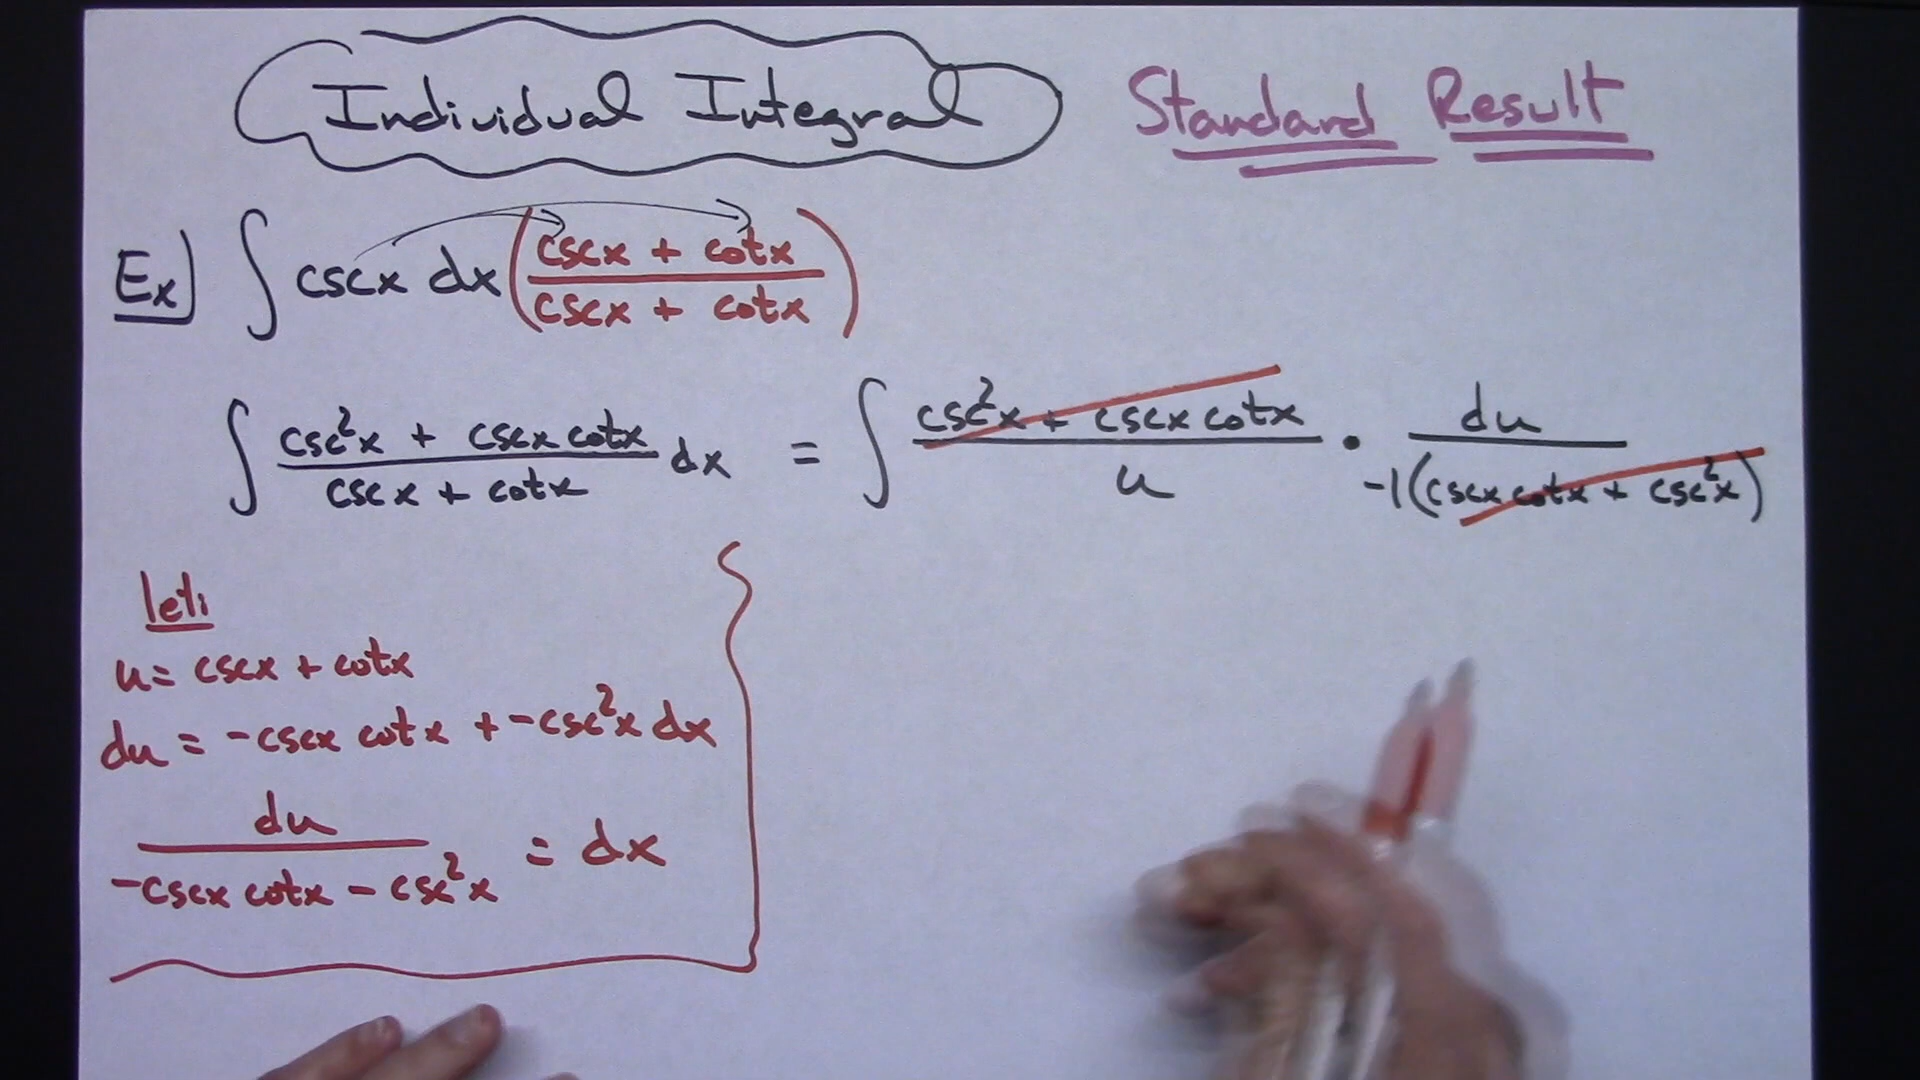 Individual Integral
Standard Result
Ex) ∫ cscx dx (cscx + cotx / cscx + cotx)
∫ csc²x + cscx cotx / cscx + cotx dx = ∫ csc²x + cscx cotx / u · du / -1(cscx cotx + csc²x)
let:
u = cscx + cotx
du = -cscx cotx + -csc²x dx
du / -cscx cotx - csc²x = dx